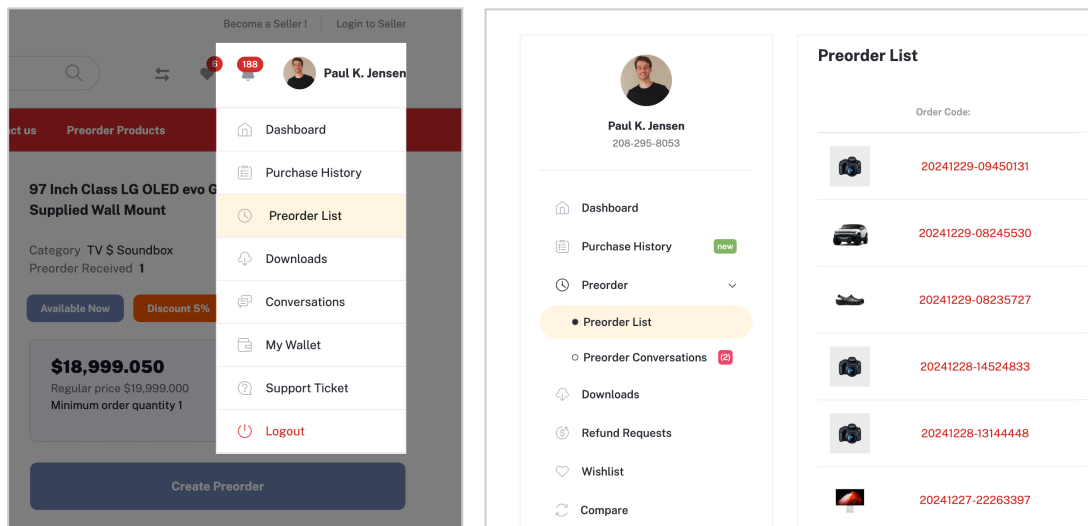 Become a Seller !
Login to Seller
6
188
Paul K. Jensen
ct us
Preorder Products
Dashboard
Purchase History
Preorder List
Downloads
Conversations
My Wallet
Support Ticket
Logout
97 Inch Class LG OLED evo G
Supplied Wall Mount
Category TV $ Soundbox
Preorder Received 1
Available Now
Discount 5%
$18,999.050
Regular price $19,999.000
Minimum order quantity 1
Create Preorder
Paul K. Jensen
208-295-8053
Dashboard
Purchase History new
Preorder
Preorder List
Preorder Conversations (2)
Downloads
Refund Requests
Wishlist
Compare
Preorder List
Order Code:
20241229-09450131
20241229-08245530
20241229-08235727
20241228-14524833
20241228-13144448
20241227-22263397